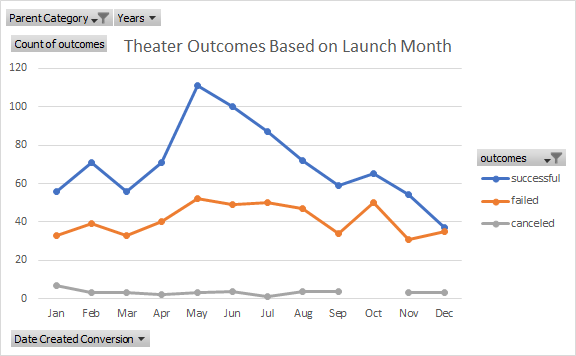 Parent Category Years
Count of outcomes
Theater Outcomes Based on Launch Month
120
100
80
60
40
20
0
Jan Feb Mar Apr May Jun Jul Aug Sep Oct Nov Dec
outcomes
successful
failed
canceled
Date Created Conversion